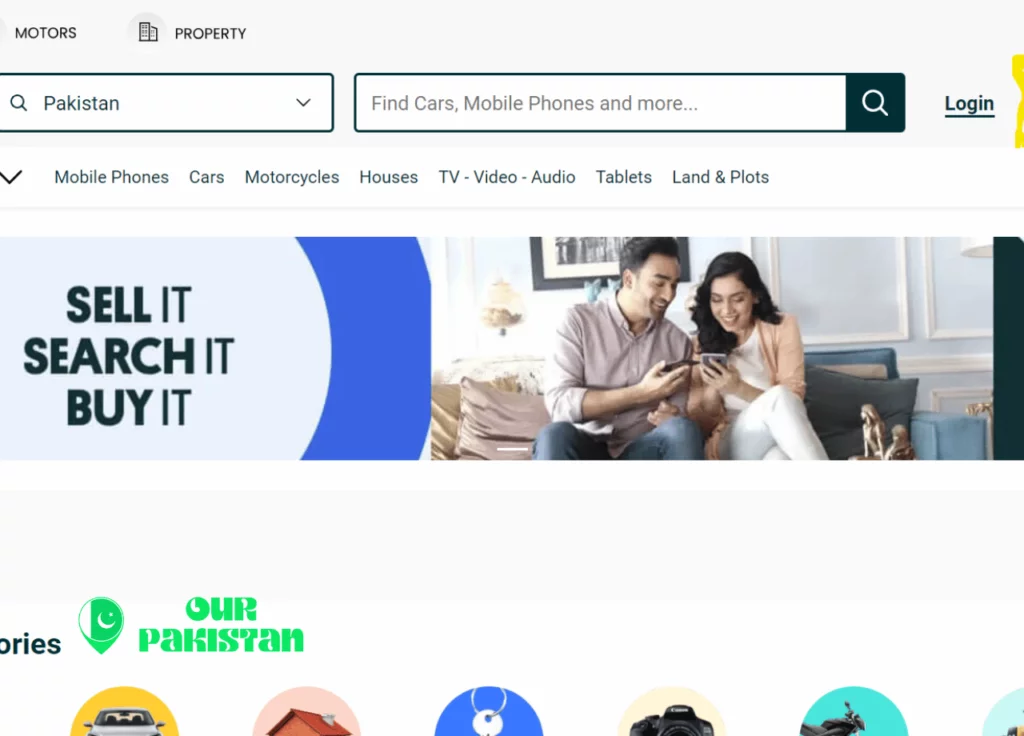 MOTORS
PROPERTY
Pakistan
Find Cars, Mobile Phones and more...
Login
Mobile Phones Cars Motorcycles Houses TV - Video - Audio Tablets Land & Plots
SELL IT
SEARCH IT
BUY IT
ories
OUR
PAKISTAN